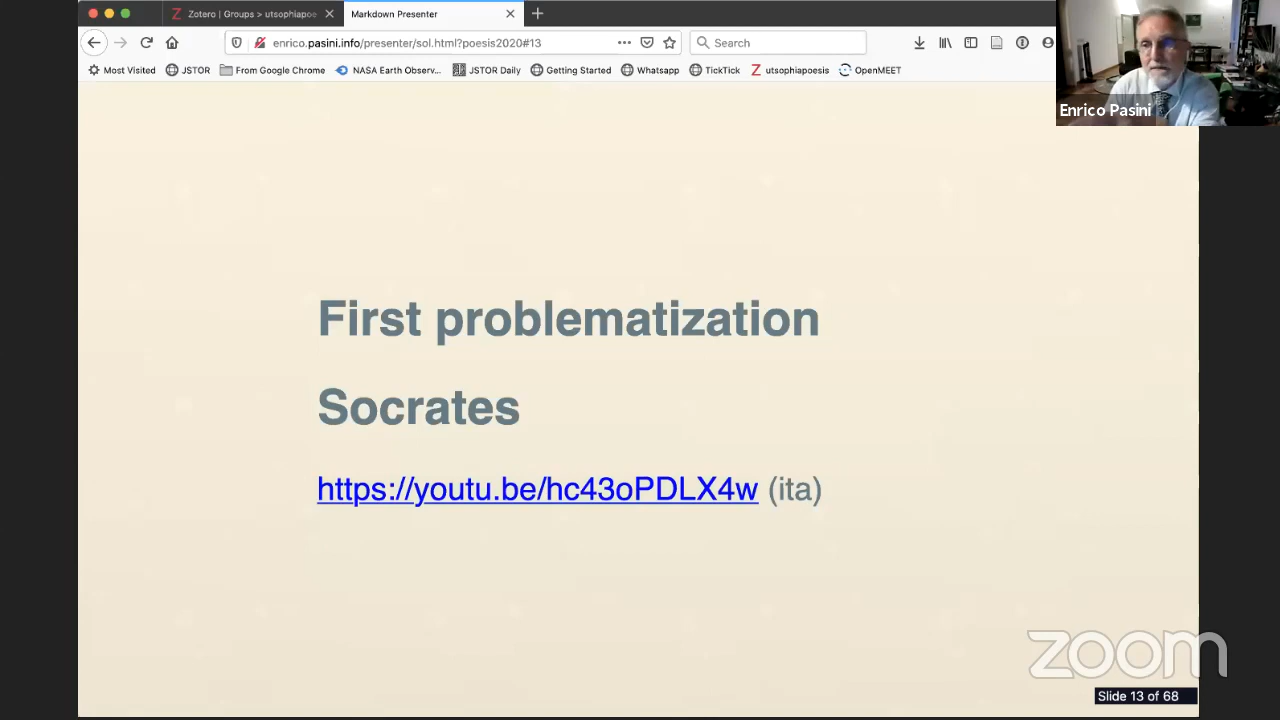 Zotero | Groups > utsophiapoe
Markdown Presenter
enrico.pasini.info/presenter/sol.html?poesis2020#13
Search
Most Visited
JSTOR
From Google Chrome
NASA Earth Observ...
JSTOR Daily
Getting Started
Whatsapp
TickTick
utsophiapoesis
OpenMEET
Enrico Pasini
First problematization
Socrates
https://youtu.be/hc43oPDLX4w (ita)
zoom
Slide 13 of 68